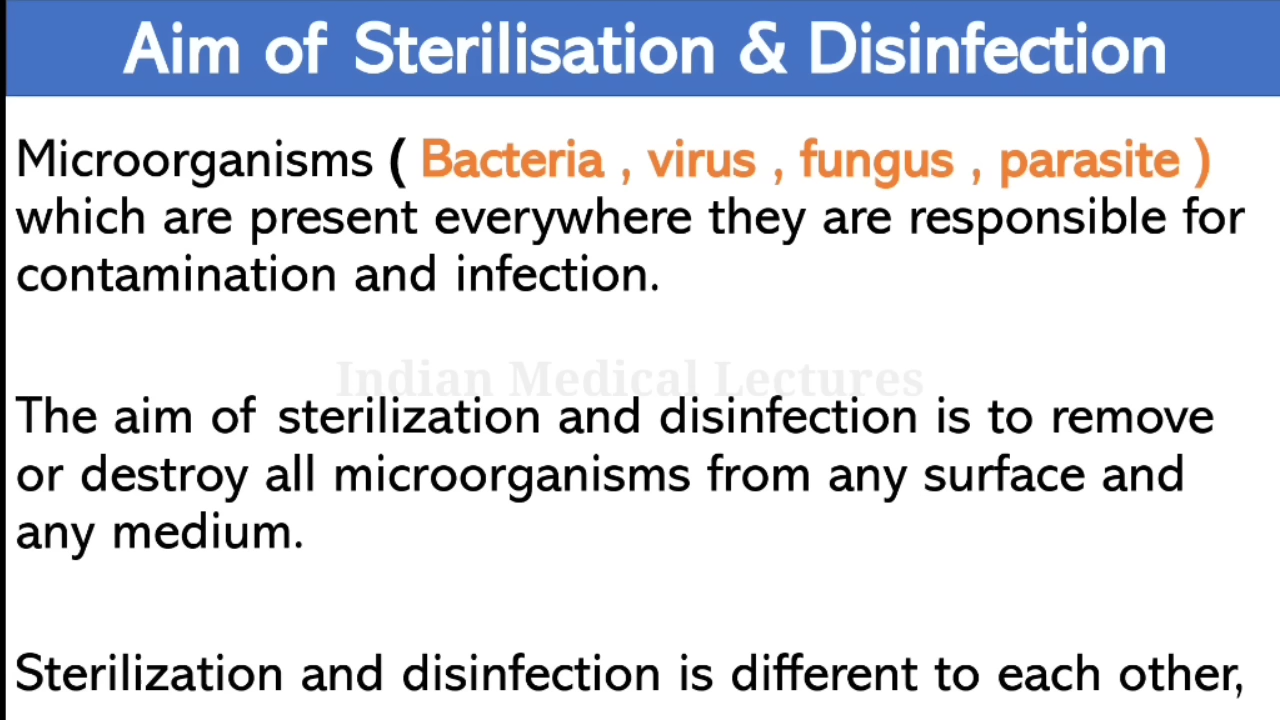 Aim of Sterilisation & Disinfection
Microorganisms ( Bacteria , virus , fungus , parasite )
which are present everywhere they are responsible for
contamination and infection.
Indian Medical Lectures
The aim of sterilization and disinfection is to remove
or destroy all microorganisms from any surface and
any medium.
Sterilization and disinfection is different to each other,